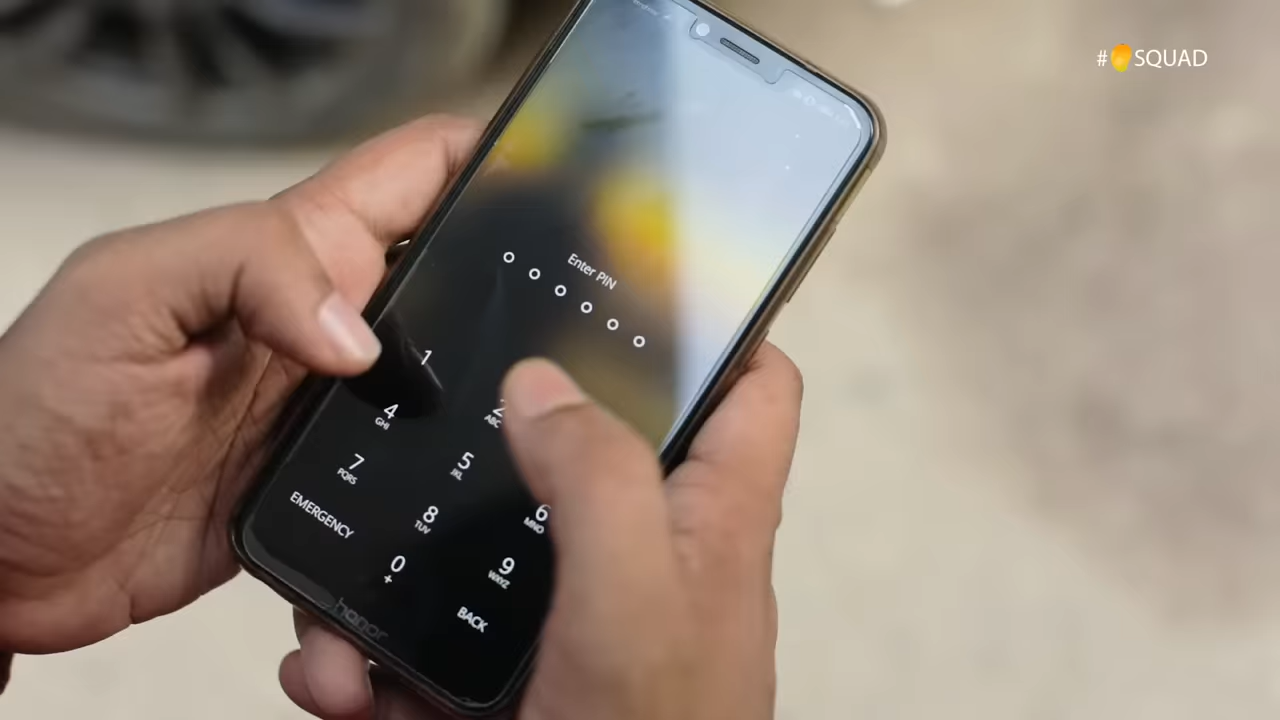 #SQUAD
Enter PIN
1
2
ABC
4
GHI
5
JKL
6
MNO
7
PQRS
8
TUV
9
WXYZ
EMERGENCY
0
+
BACK
honor